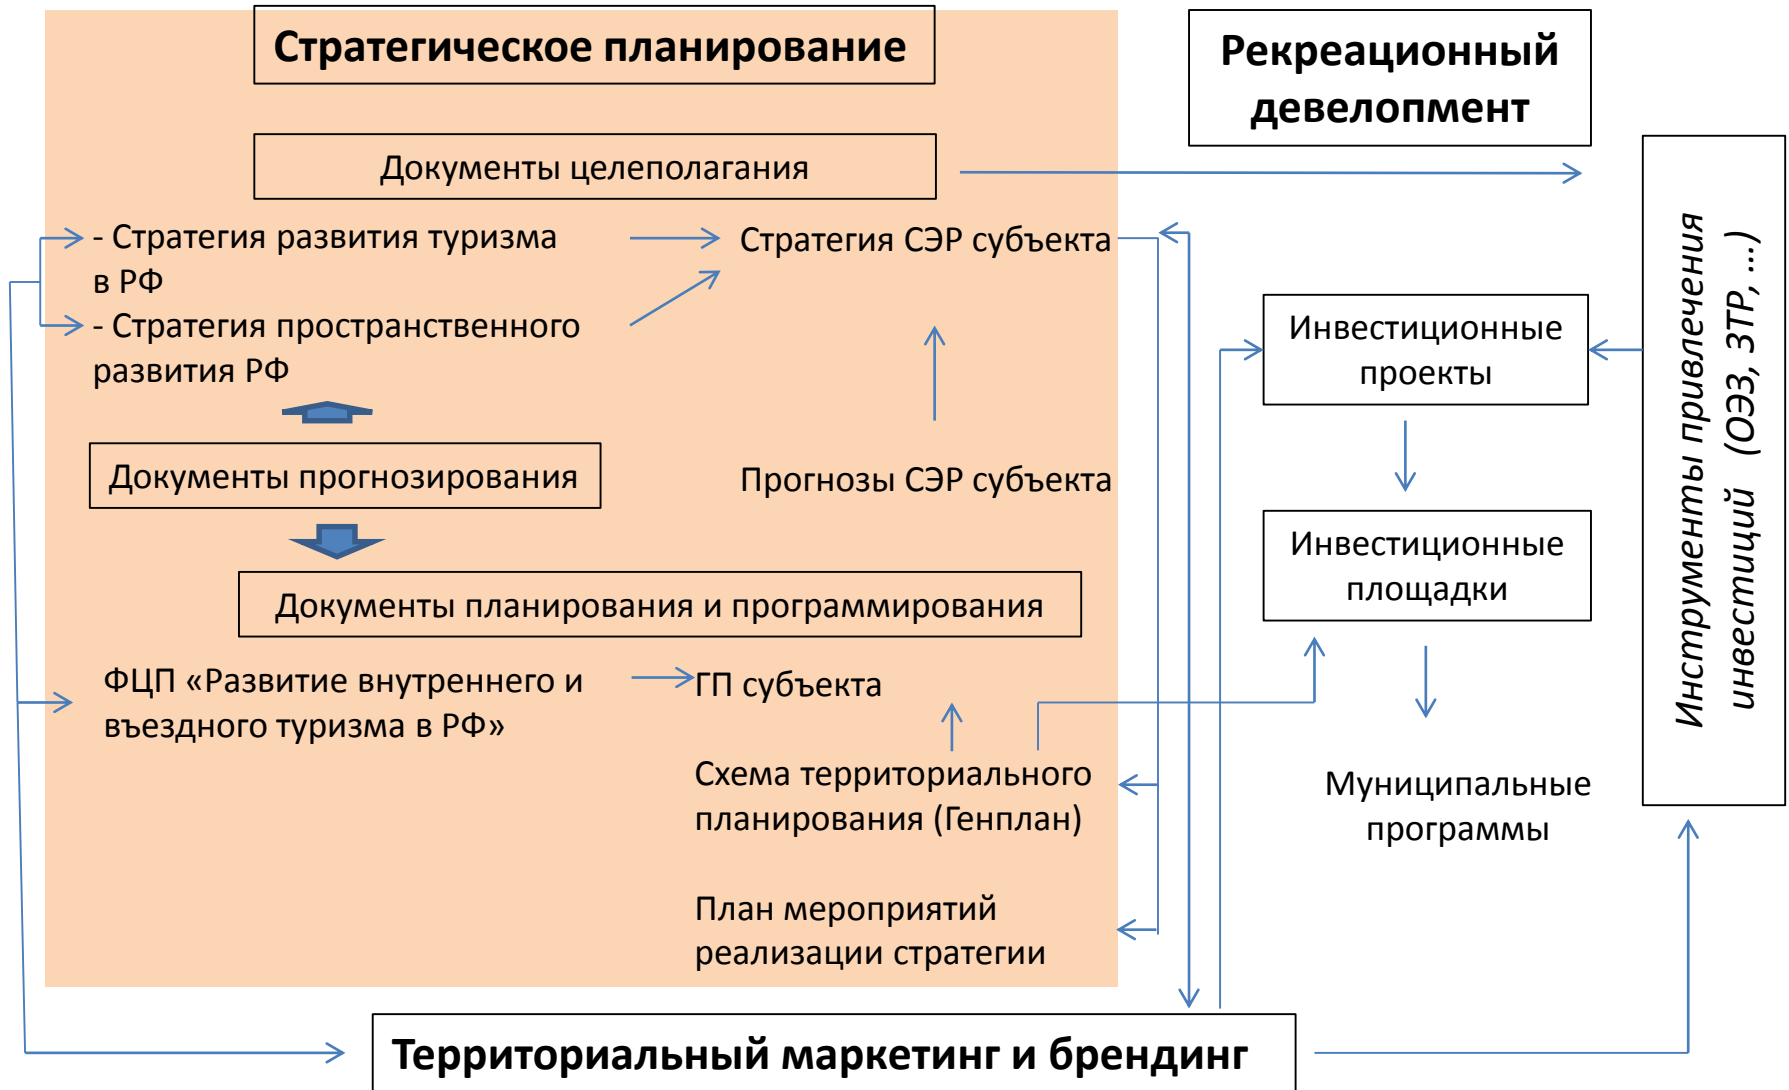 Стратегическое планирование
Рекреационный
девелопмент
Документы целеполагания
- Стратегия развития туризма
в РФ
- Стратегия пространственного
развития РФ
Стратегия СЭР субъекта
Документы прогнозирования
Прогнозы СЭР субъекта
Документы планирования и программирования
ФЦП «Развитие внутреннего и
въездного туризма в РФ»
ГП субъекта
Схема территориального
планирования (Генплан)
План мероприятий
реализации стратегии
Инвестиционные
проекты
Инвестиционные
площадки
Муниципальные
программы
Инструменты привлечения
инвестиций (ОЭЗ, ЗТР, ...)
Территориальный маркетинг и брендинг